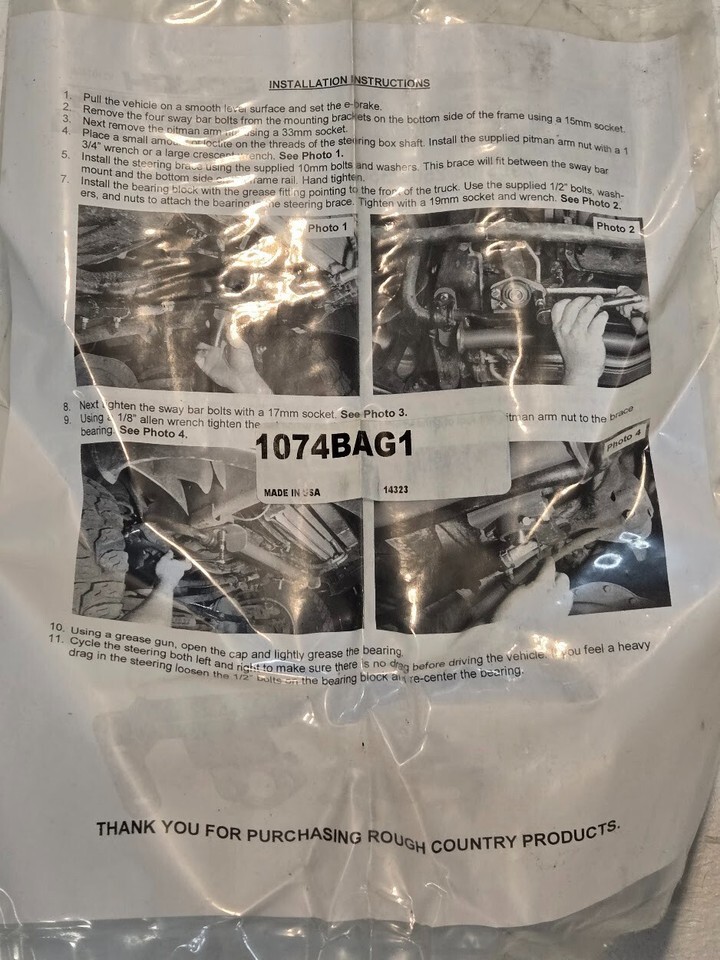 INSTALLATION INSTRUCTIONS
1. Pull the vehicle on a smooth level surface and set the e-brake.
2. Remove the four sway bar bolts from the mounting brackets on the bottom side of the frame using a 15mm socket.
3. Next remove the pitman arm using a 33mm socket.
4. Place a small of loctite on the threads of the steering box shaft. Install the supplied pitman arm nut with a 1
3/4" wrench or a large crescent wrench. See Photo 1.
5. Install the steering brace using the supplied 10mm bolts and washers. This brace will fit between the sway bar
mount and the bottom side frame rail. Hand tighten.
7. Install the bearing block with the grease fitting pointing to the front of the truck. Use the supplied 1/2" bolts, wash-
ers, and nuts to attach the bearing to the steering brace. Tighten with a 19mm socket and wrench. See Photo 2.
Photo 1
Photo 2
8. Next tighten the sway bar bolts with a 17mm socket. See Photo 3.
9. Using 1/8" allen wrench tighten the itman arm nut to the brace
bearing. See Photo 4.
1074BAG1
MADE IN USA 14323
Photo 4
10. Using a grease gun, open the cap and lightly grease the bearing.
11. Cycle the steering both left and right to make sure there is no drag before driving the vehicle. you feel a heavy
drag in the steering loosen the 1/2" bolts on the bearing block re-center the bearing.
THANK YOU FOR PURCHASING ROUGH COUNTRY PRODUCTS.